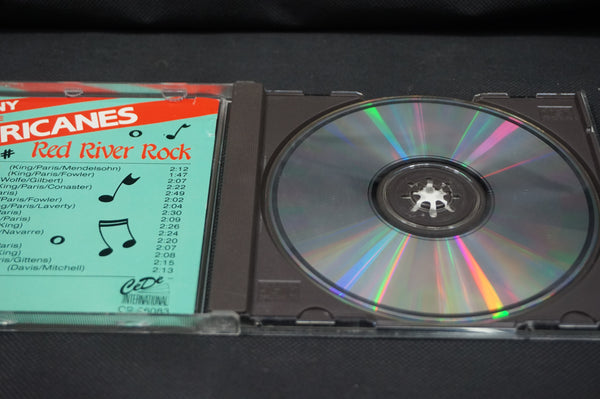 NY
RICANES
# Red River Rock
(King/Paris/Mendelsohn) 2:12
(King/Paris/Fowler) 1:47
Wolfe/Gilbert) 2:07
King/Paris/Conaster) 2:22
aris) 2:49
Paris/Fowler) 2:02
ng/Paris/Laverty) 2:04
Paris) 2:30
/Paris) 2:09
King) 2:26
/Navarre) 2:24
2:20
Paris) 2:07
King) 2:08
ris/Gittens) 2:15
(Davis/Mitchell) 2:13
CeDe
INTERNATIONAL